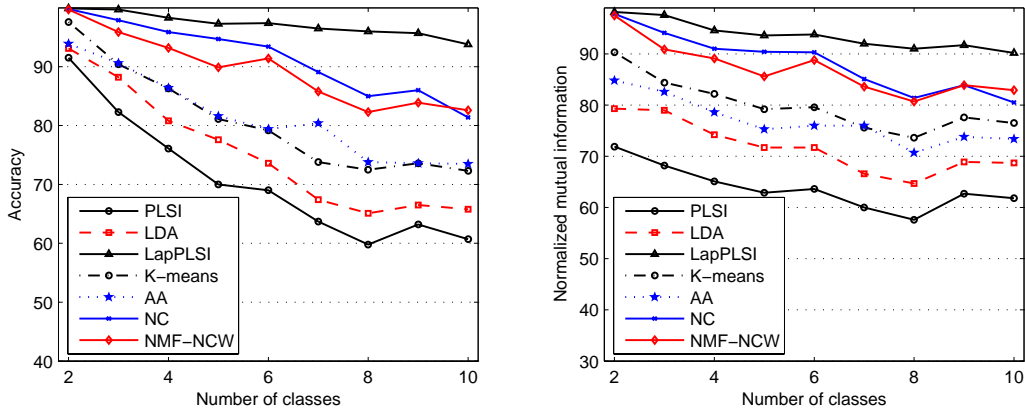 Accuracy
90
80
70
60
50
40
2
4
6
8
10
Number of classes
PLSI
LDA
LapPLSI
K−means
AA
NC
NMF−NCW
Normalized mutual information
90
80
70
60
50
40
30
2
4
6
8
10
Number of classes
PLSI
LDA
LapPLSI
K−means
AA
NC
NMF−NCW